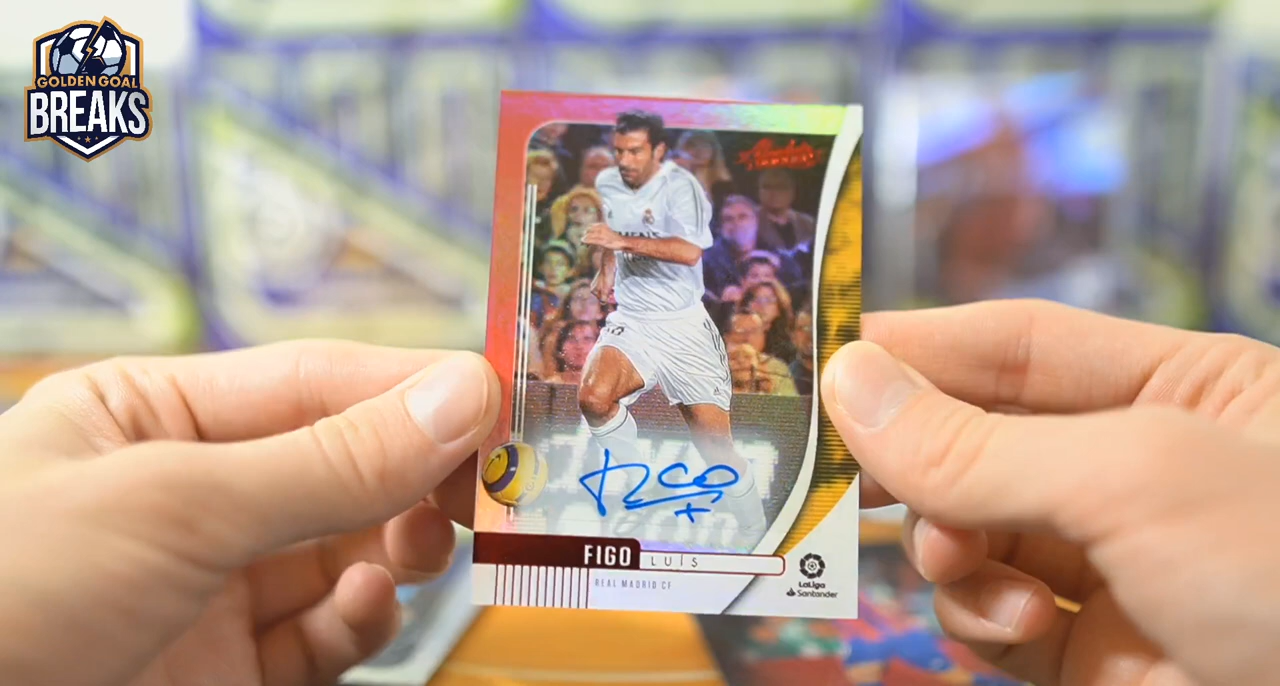 GOLDEN GOAL
BREAKS
FIGO
LUÍS
REAL MADRID CF
LaLiga
Santander